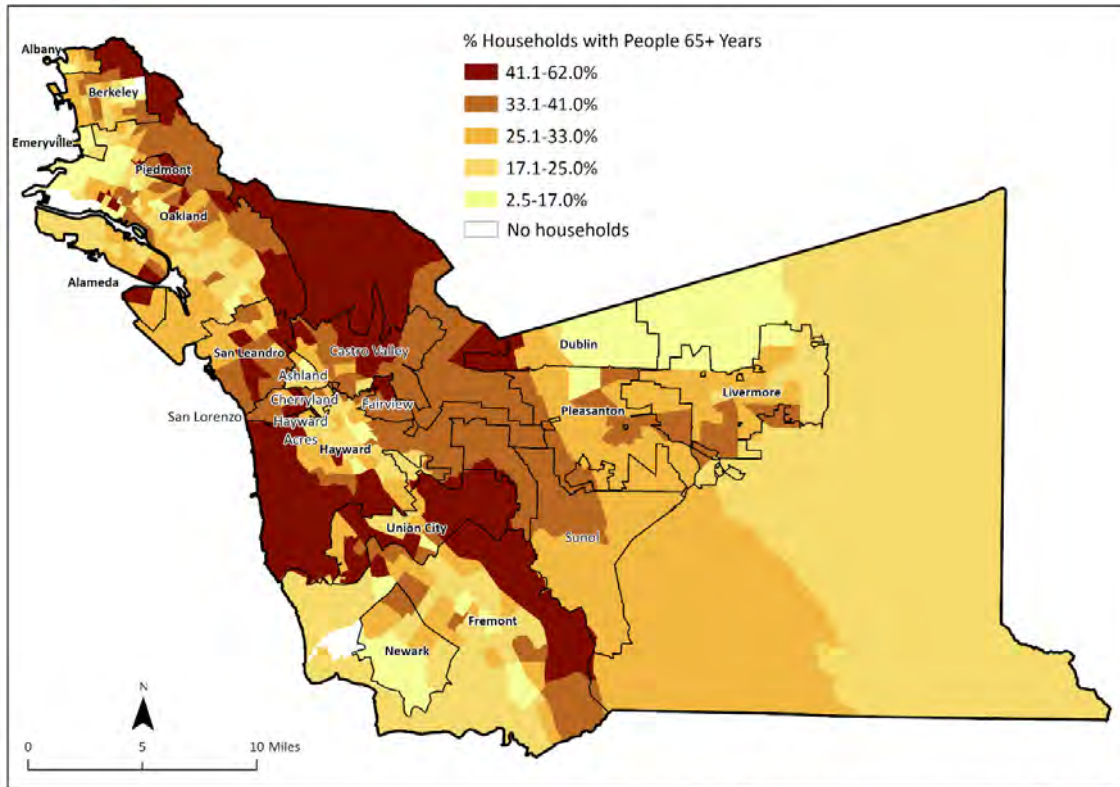 % Households with People 65+ Years
41.1-62.0%
33.1-41.0%
25.1-33.0%
17.1-25.0%
2.5-17.0%
No households
Albany
Berkeley
Emeryville
Piedmont
Oakland
Alameda
San Leandro
Castro Valley
Ashland
Cherryland
Fairview
San Lorenzo
Hayward
Acres
Hayward
Dublin
Livermore
Pleasanton
Union City
Sunol
Fremont
Newark
N
0 5 10 Miles